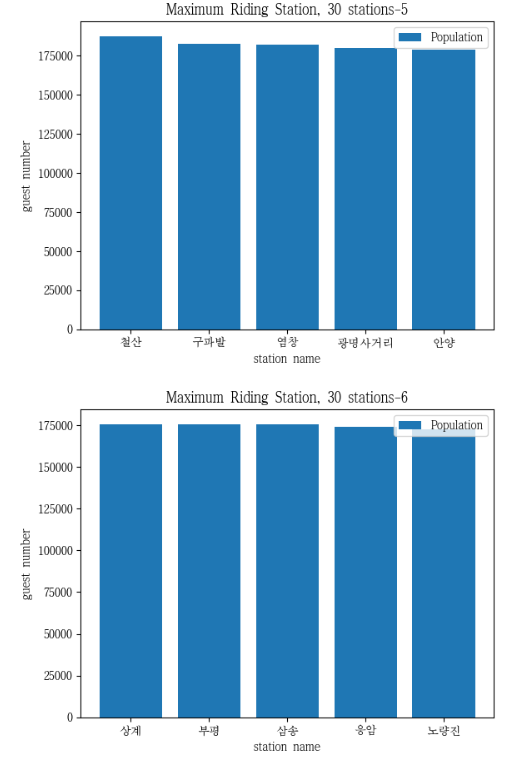 Maximum Riding Station, 30 stations-5
Population
175000
150000
125000
100000
75000
50000
25000
0
guest number
철산 구파발 염창 광명사거리 안양
station name
Maximum Riding Station, 30 stations-6
Population
175000
150000
125000
100000
75000
50000
25000
0
guest number
상계 부평 삼송 응암 노량진
station name